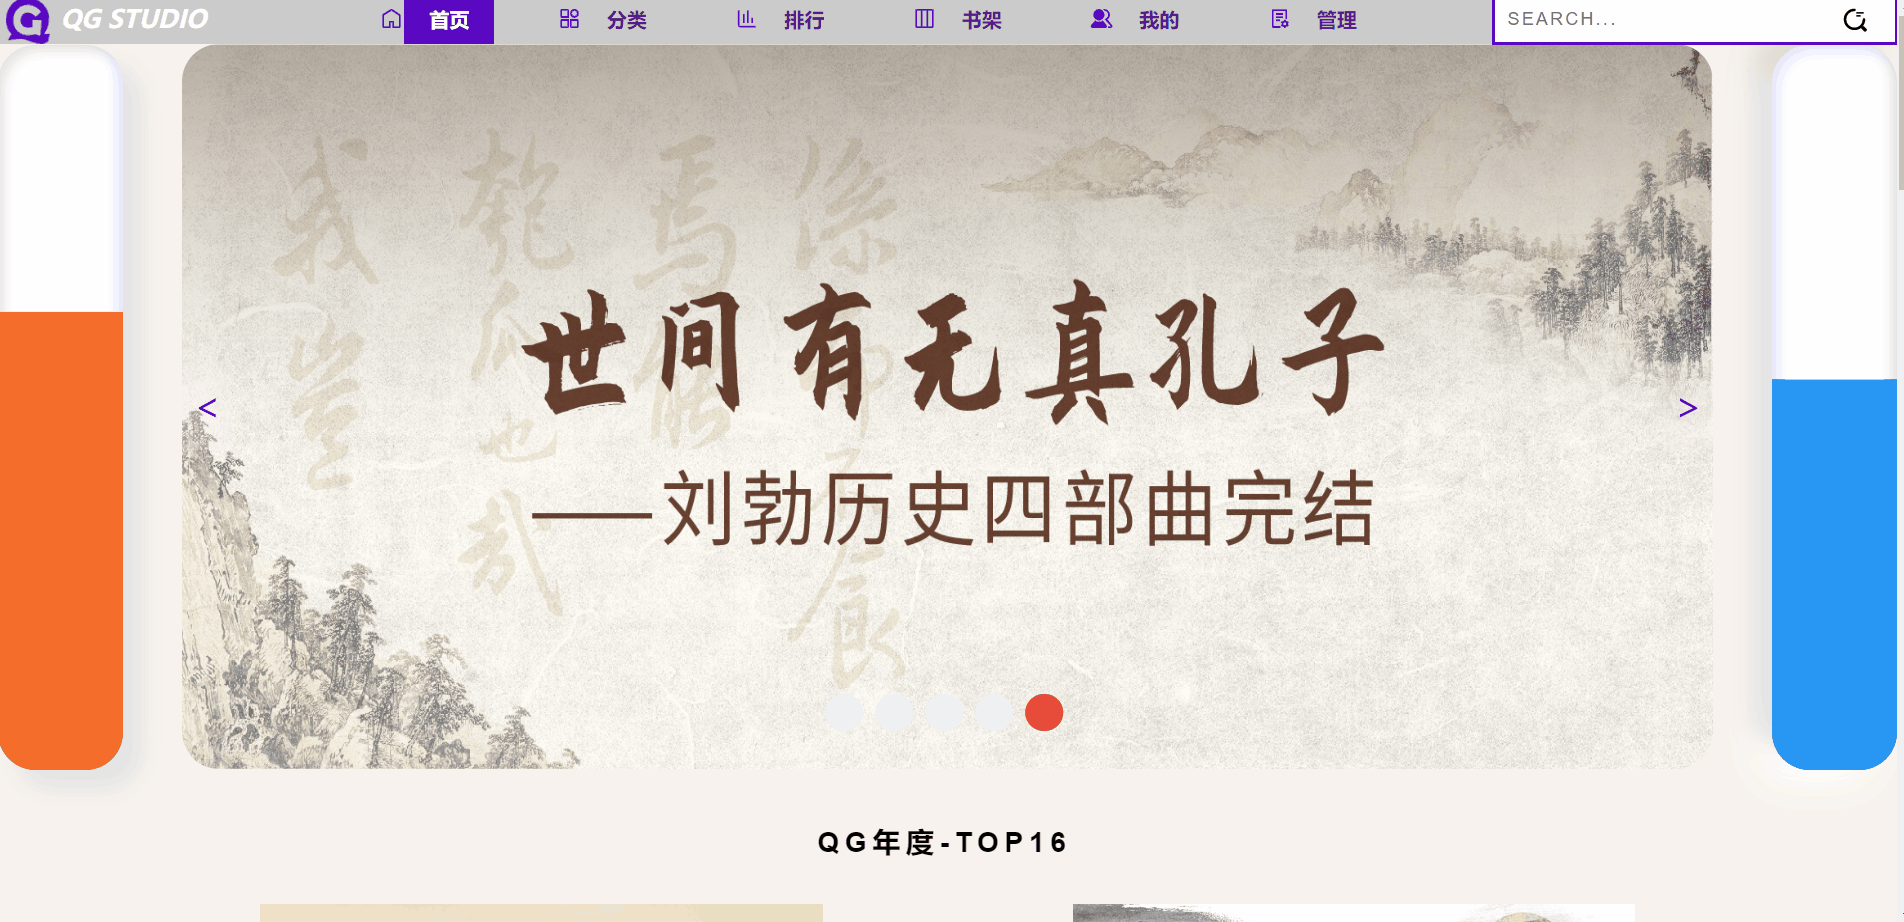 QG STUDIO
首页
分类
排行
书架
我的
管理
SEARCH...
世间有无真孔子
——刘勃历史四部曲完结
<
>
QG年度-TOP16